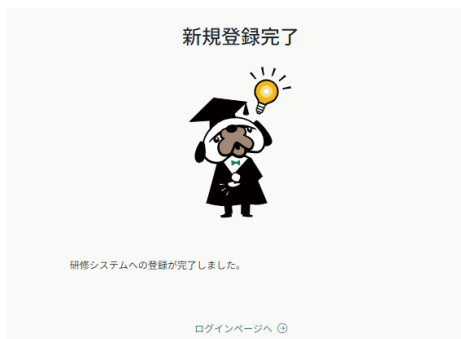 新規登録完了
研修システムへの登録が完了しました。
ログインページへ